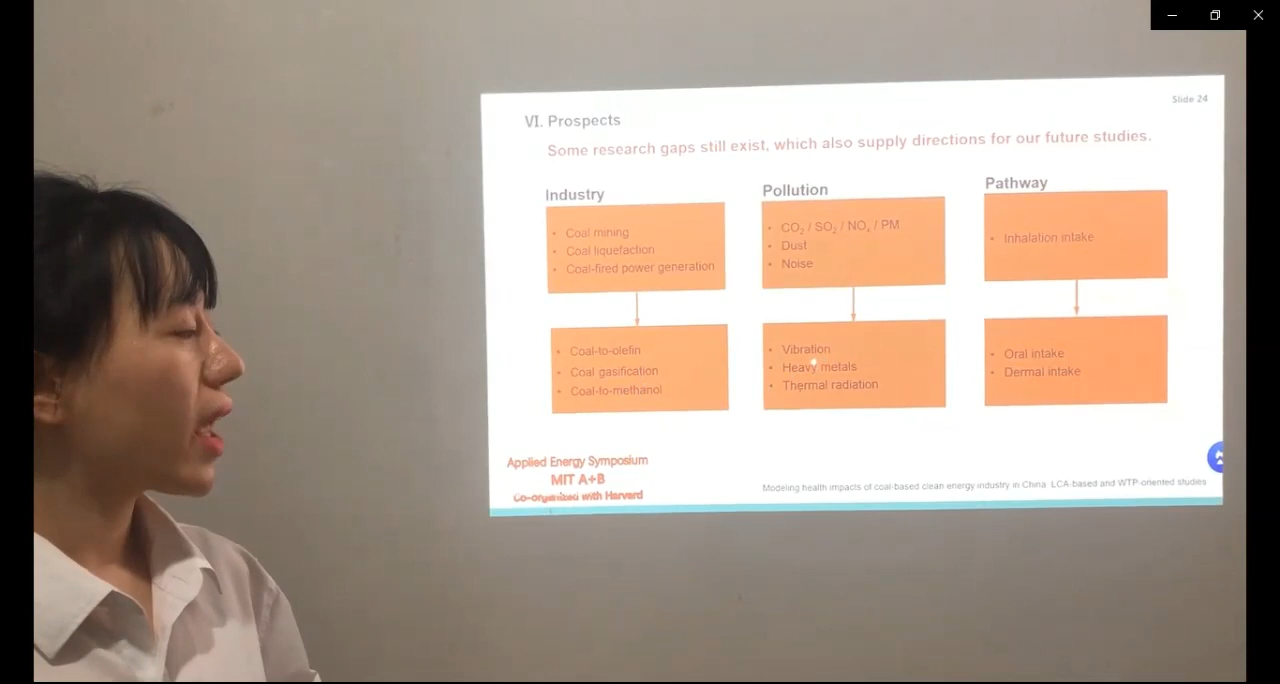 Slide 24
VI. Prospects
Some research gaps still exist, which also supply directions for our future studies.
Industry
• Coal mining
• Coal liquefaction
• Coal-fired power generation
• Coal-to-olefin
• Coal gasification
• Coal-to-methanol
Pollution
• CO₂ / SO₂ / NOₓ / PM
• Dust
• Noise
• Vibration
• Heavy metals
• Thermal radiation
Pathway
• Inhalation intake
• Oral intake
• Dermal intake
Applied Energy Symposium
MIT A+B
Co-organized with Harvard
Modeling health impacts of coal-based clean energy industry in China LCA-based and WTP-oriented studies